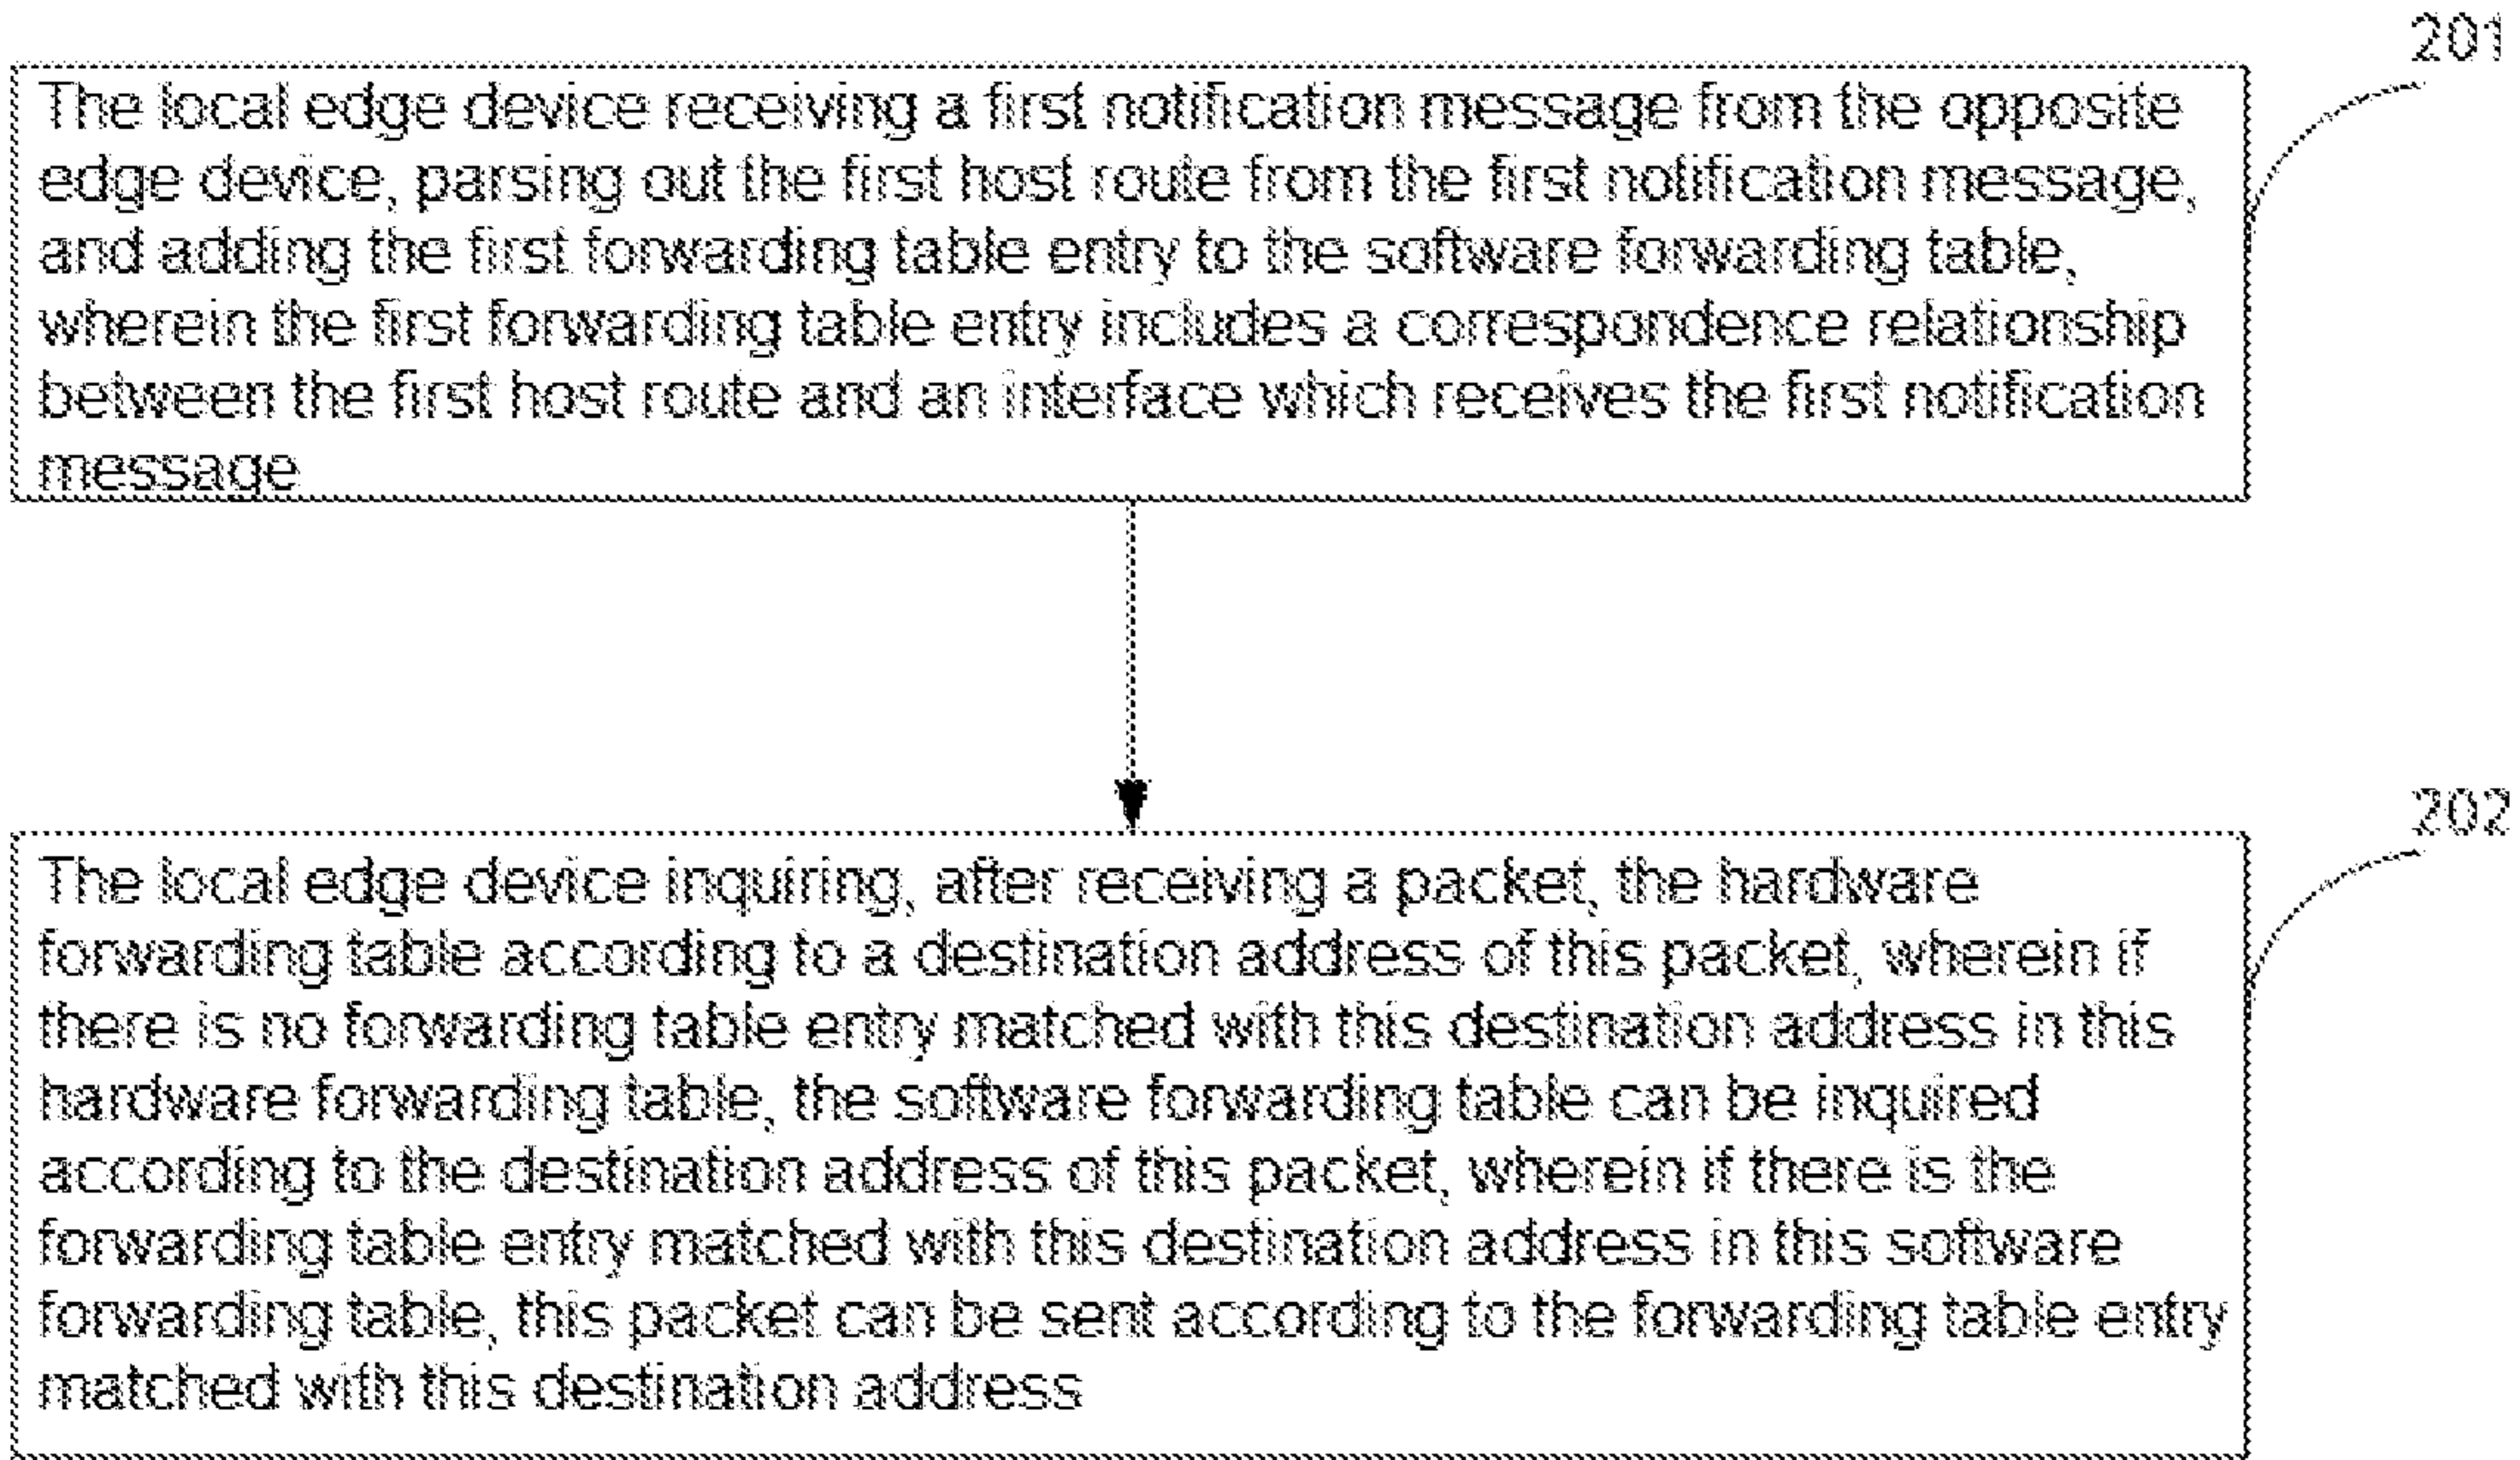 201
The local edge device receiving a first notification message from the opposite
edge device, parsing out the first host route from the first notification message,
and adding the first forwarding table entry to the software forwarding table,
wherein the first forwarding table entry includes a correspondence relationship
between the first host route and an interface which receives the first notification
message
202
The local edge device inquiring, after receiving a packet, the hardware
forwarding table according to a destination address of this packet, wherein if
there is no forwarding table entry matched with this destination address in this
hardware forwarding table, the software forwarding table can be inquired
according to the destination address of this packet, wherein if there is the
forwarding table entry matched with this destination address in this software
forwarding table, this packet can be sent according to the forwarding table entry
matched with this destination address